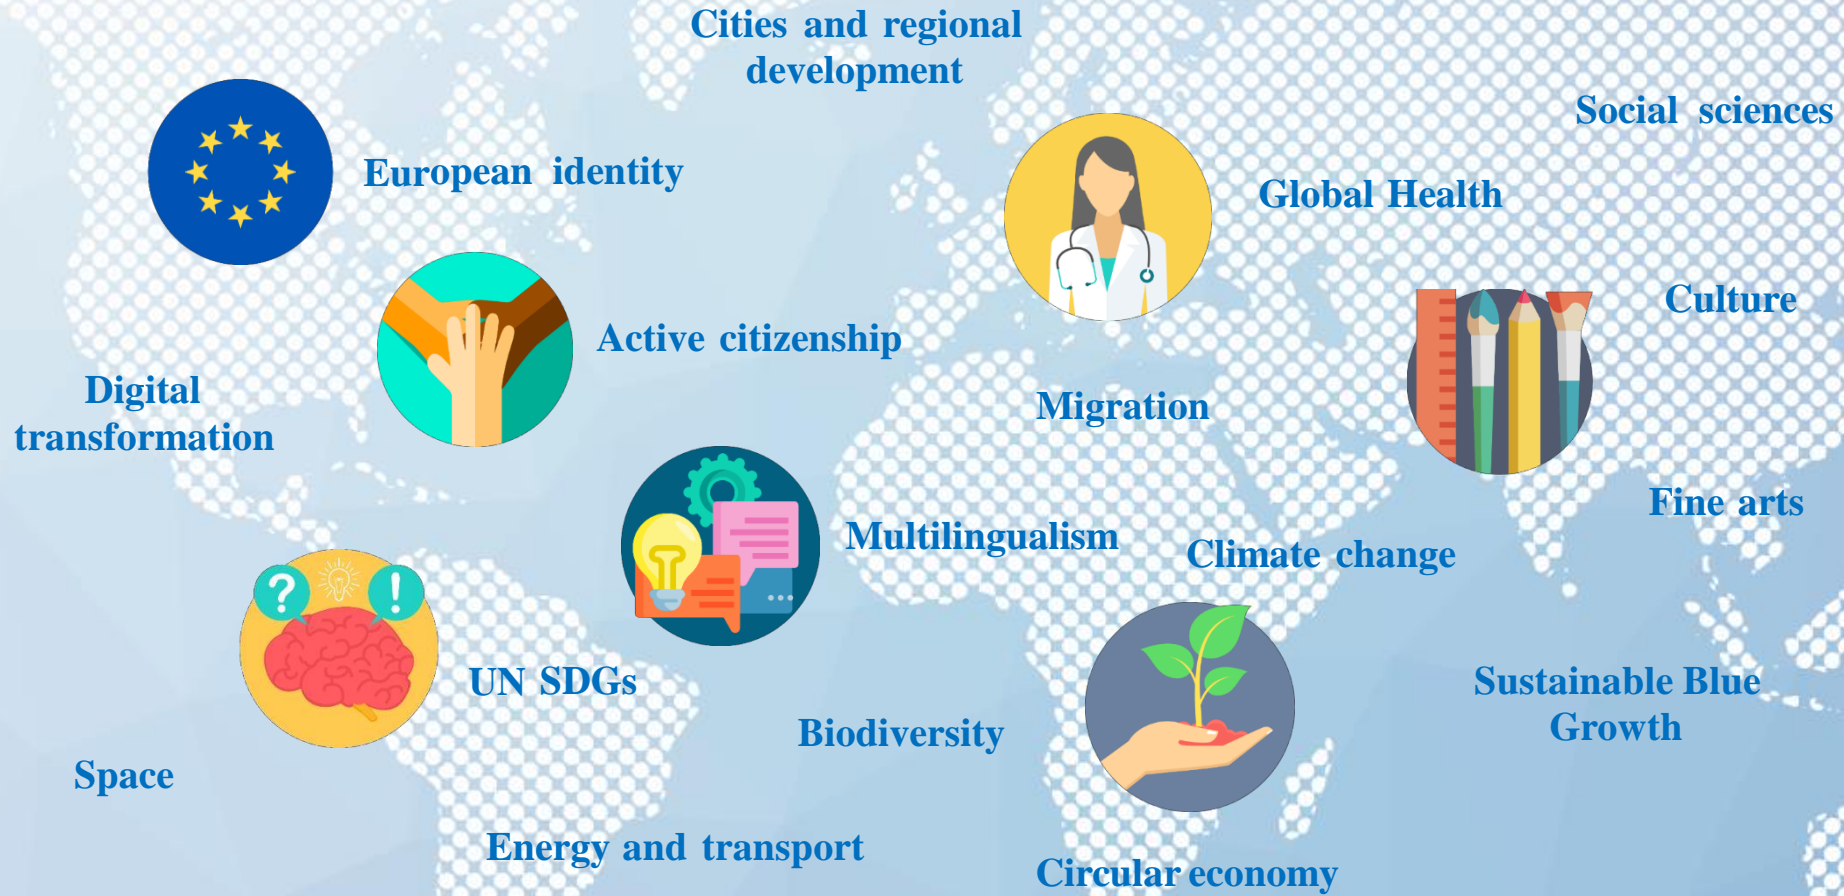 Cities and regional
development
Social sciences
European identity
Global Health
Culture
Active citizenship
Digital
transformation
Migration
Fine arts
Multilingualism
Climate change
?
!
UN SDGs
Sustainable Blue
Growth
Biodiversity
Space
Energy and transport
Circular economy